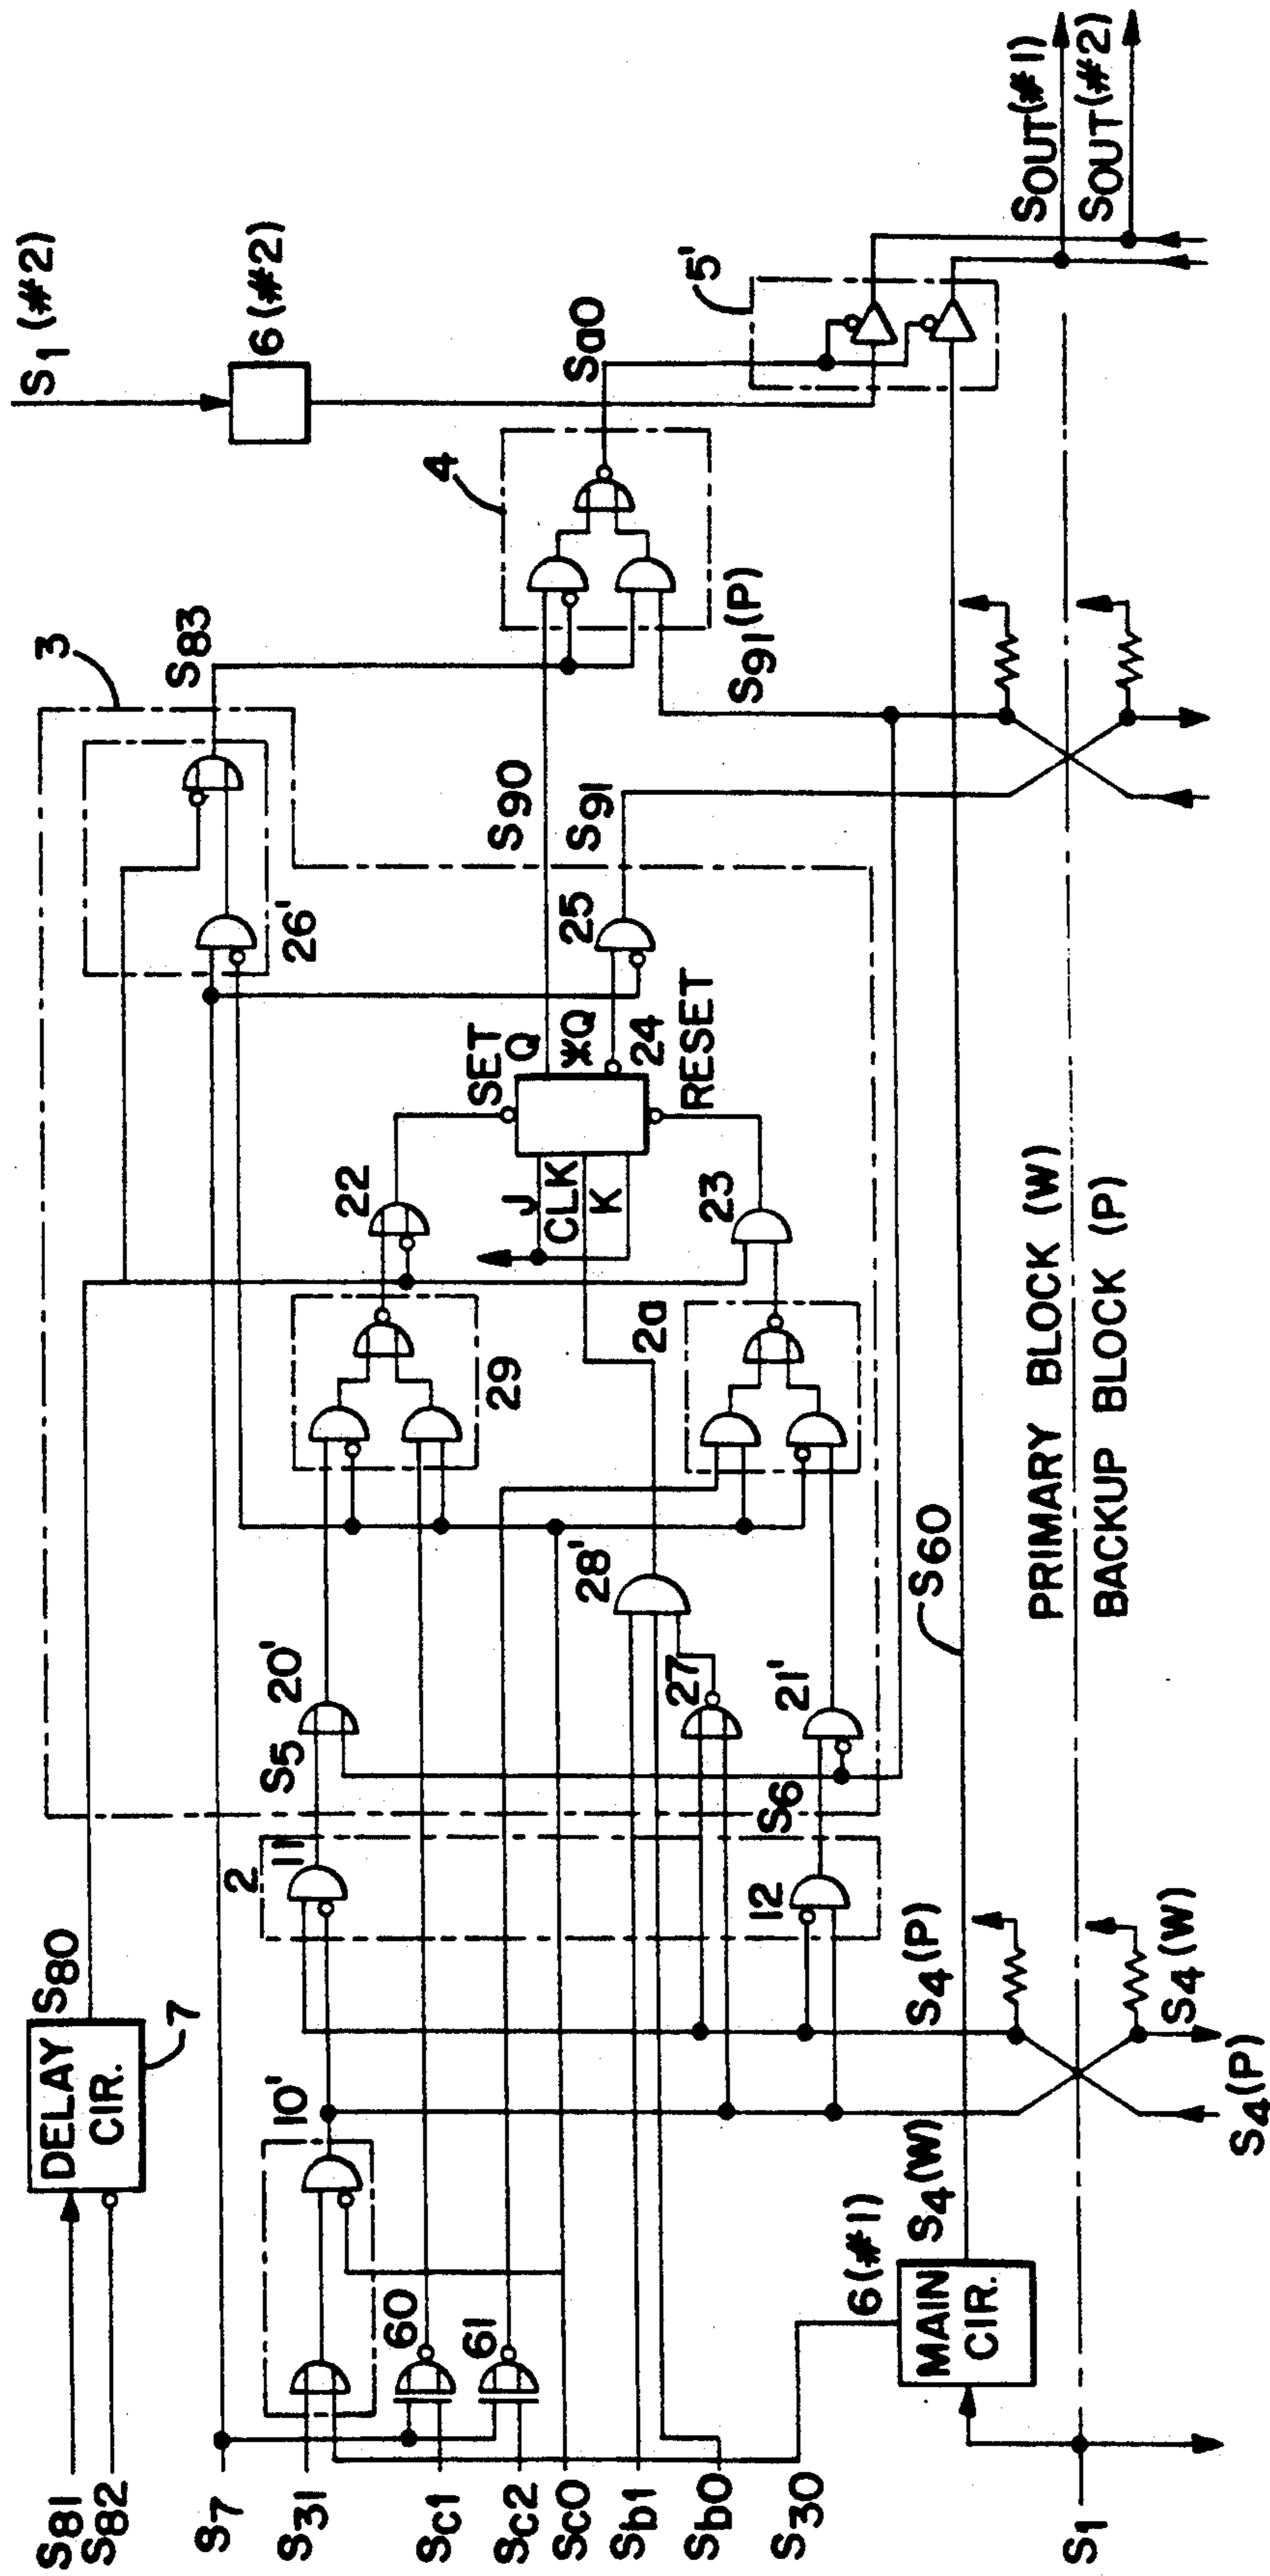 S81
S82
DELAY
CIR.
S80
7
S7
S31
Sc1
Sc2
Sc0
Sb1
Sb0
S30
S1
10'
60
61
6 (#1)
MAIN
CIR.
S4(W)
S4(P)
S4(P)
S4(W)
2
11
12
S5
S6
20'
21'
27
28'
29
2a
22
23
J
CLK
K
SET
Q
*Q
24
RESET
25
26'
3
S83
S90
S91
S91(P)
4
Sa0
S1 (#2)
6 (#2)
5'
S60
PRIMARY BLOCK (W)
BACKUP BLOCK (P)
SOUT(#1)
SOUT(#2)